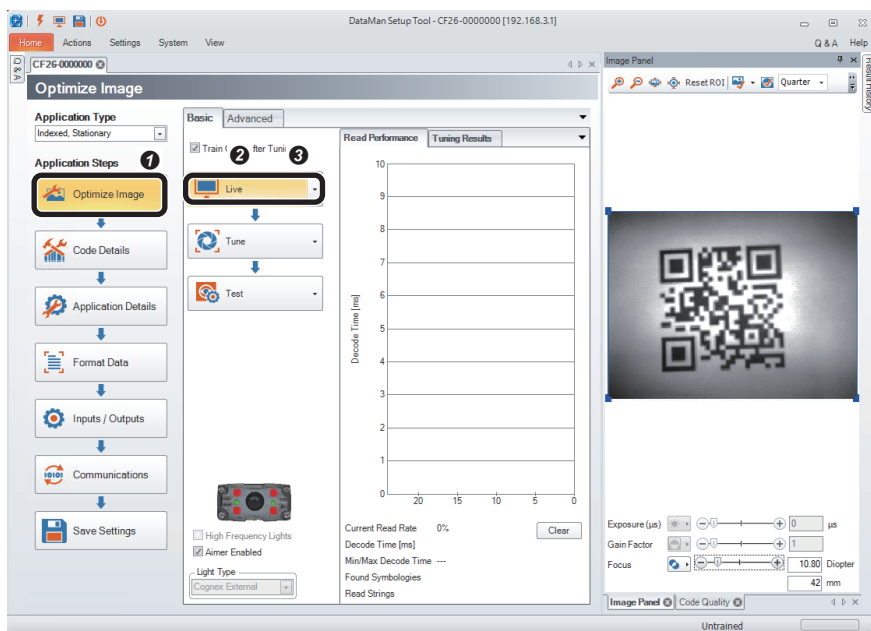 DataMan Setup Tool - CF26-0000000 [192.168.3.1]
Home Actions Settings System View Q & A Help
Q & A
CF26-0000000
Optimize Image
Application Type
Indexed, Stationary
Application Steps
1
Optimize Image
Code Details
Application Details
Format Data
Inputs / Outputs
Communications
Save Settings
Basic Advanced
Train fter Tuni
2 3
Live
Tune
Test
High Frequency Lights
Aimer Enabled
Light Type
Cognex External
Read Performance Tuning Results
10
9
8
7
6
5
4
3
2
1
0
Decode Time [ms]
20 15 10 5 0
Current Read Rate 0% Clear
Decode Time [ms]
Min/Max Decode Time ---
Found Symbologies
Read Strings
Image Panel
Reset ROI Quarter
Result History
Exposure (µs) 0 µs
Gain Factor 1
Focus 10.80 Diopter
42 mm
Image Panel Code Quality
Untrained